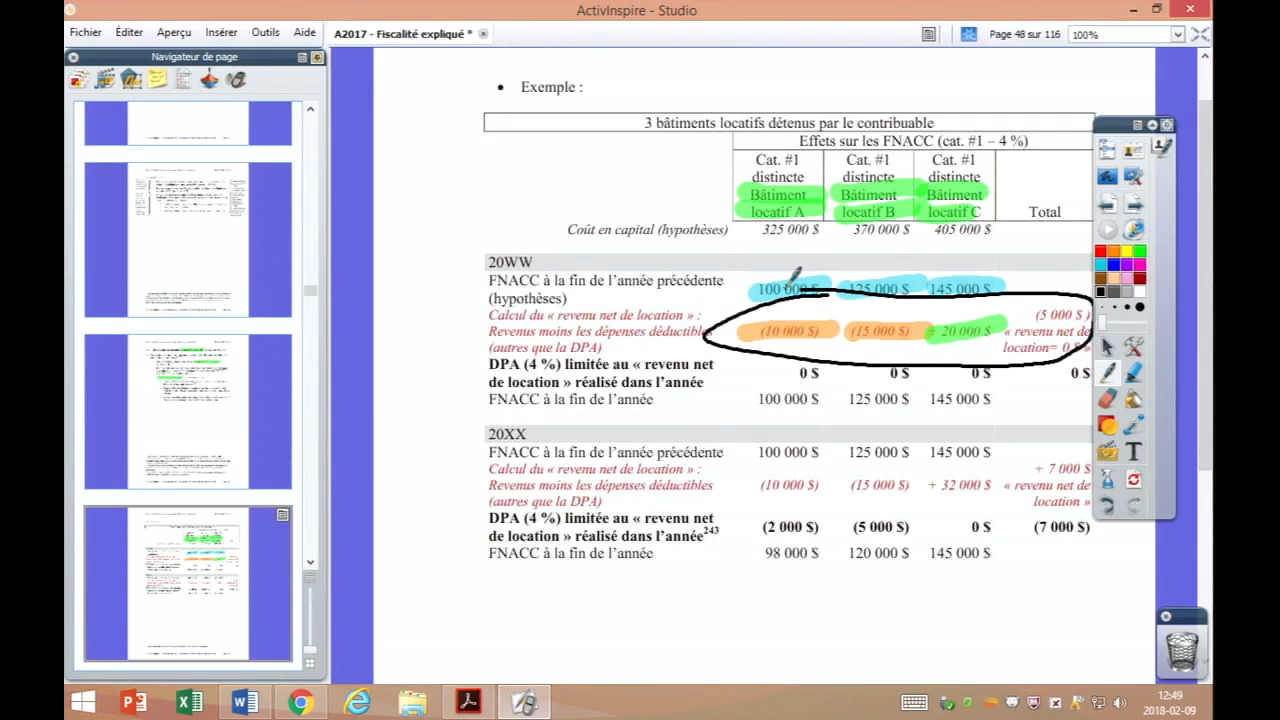 ActivInspire - Studio
Fichier Éditer Aperçu Insérer Outils Aide
A2017 - Fiscalité expliqué *
Page 48 sur 116
100%
Navigateur de page
• Exemple :
3 bâtiments locatifs détenus par le contribuable
Effets sur les FNACC (cat. #1 – 4 %)
Cat. #1 Cat. #1 Cat. #1
distincte distincte distincte
Bâtiment Bâtiment Bâtiment
locatif A locatif B locatif C Total
Coût en capital (hypothèses) 325 000 $ 370 000 $ 405 000 $
20WW
FNACC à la fin de l'année précédente 100 000 $ 125 000 $ 145 000 $
(hypothèses)
Calcul du « revenu net de location » : (5 000 $ )
Revenus moins les dépenses déductibles (10 000 $) (15 000 $) + 20 000 $ « revenu net de
(autres que la DPA) location= 0 $ »
DPA (4 %) limitée au « revenu net
de location » réalisé dans l'année 0 $ 0 $ 0 $ 0 $
FNACC à la fin de l'année 100 000 $ 125 000 $ 145 000 $
20XX
FNACC à la fin de l'année précédente 100 000 $ 125 000 $ 145 000 $
Calcul du « revenu net de location » : + 7 000 $
Revenus moins les dépenses déductibles (10 000 $) (15 000 $) + 32 000 $ « revenu net de
(autres que la DPA) location »
DPA (4 %) limitée au « revenu net
de location » réalisé dans l'année243 (2 000 $) (5 000 $) 0 $ (7 000 $)
FNACC à la fin de l'année 98 000 $ 120 000 $ 145 000 $
12:49
2018-02-09